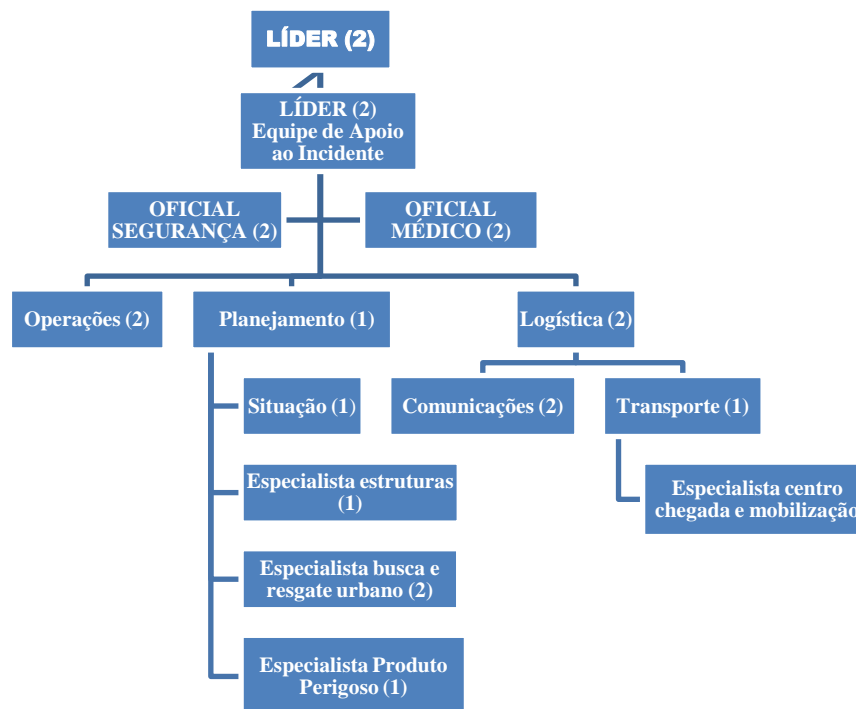 LÍDER (2)
LÍDER (2)
Equipe de Apoio
ao Incidente
OFICIAL
SEGURANÇA (2)
OFICIAL
MÉDICO (2)
Operações (2)
Planejamento (1)
Logística (2)
Situação (1)
Comunicações (2)
Transporte (1)
Especialista estruturas
(1)
Especialista centro
chegada e mobilização
Especialista busca e
resgate urbano (2)
Especialista Produto
Perigoso (1)